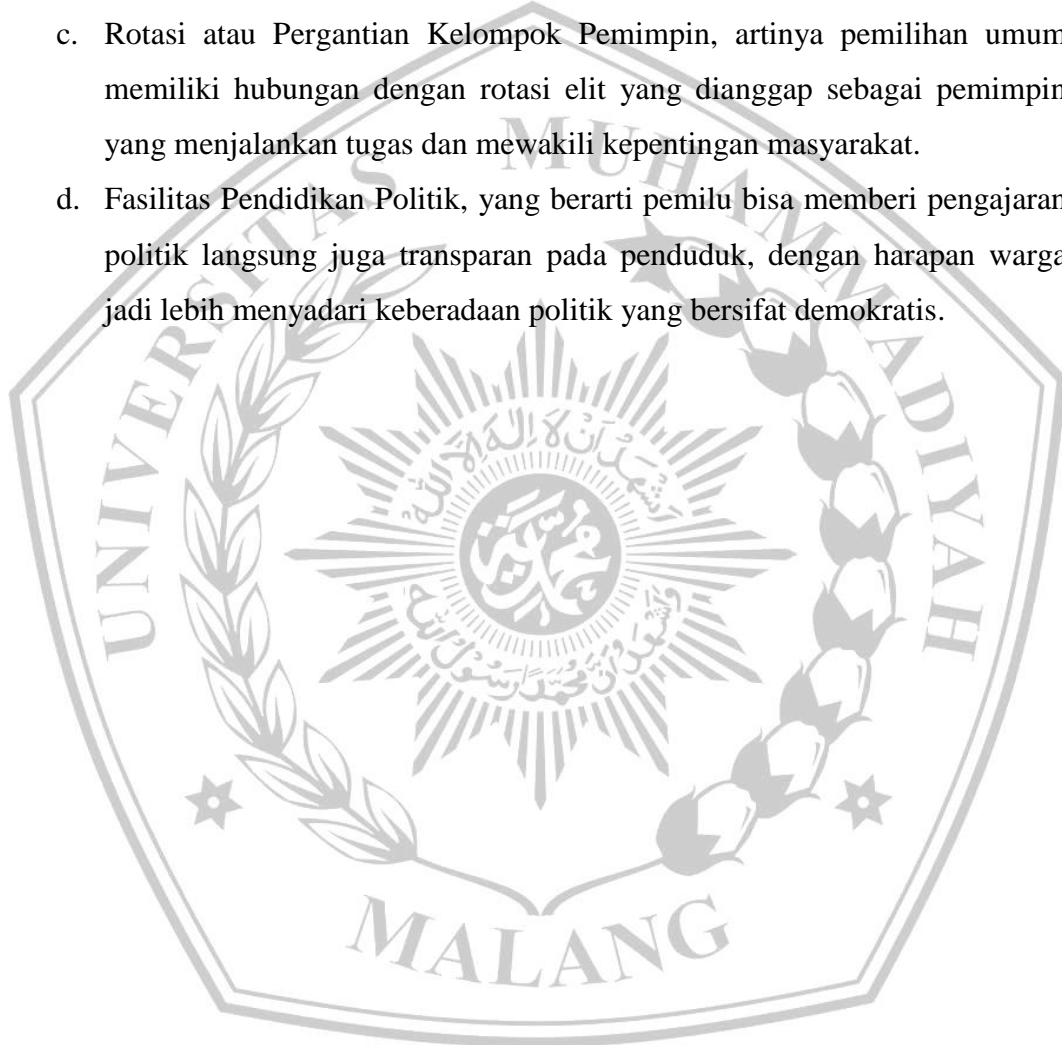 c. Rotasi atau Pergantian Kelompok Pemimpin, artinya pemilihan umum
memiliki hubungan dengan rotasi elit yang dianggap sebagai pemimpin
yang menjalankan tugas dan mewakili kepentingan masyarakat.
d. Fasilitas Pendidikan Politik, yang berarti pemilu bisa memberi pengajaran
politik langsung juga transparan pada penduduk, dengan harapan warga
jadi lebih menyadari keberadaan politik yang bersifat demokratis.
UNIVERSITAS MUHAMMADIYAH
MALANG